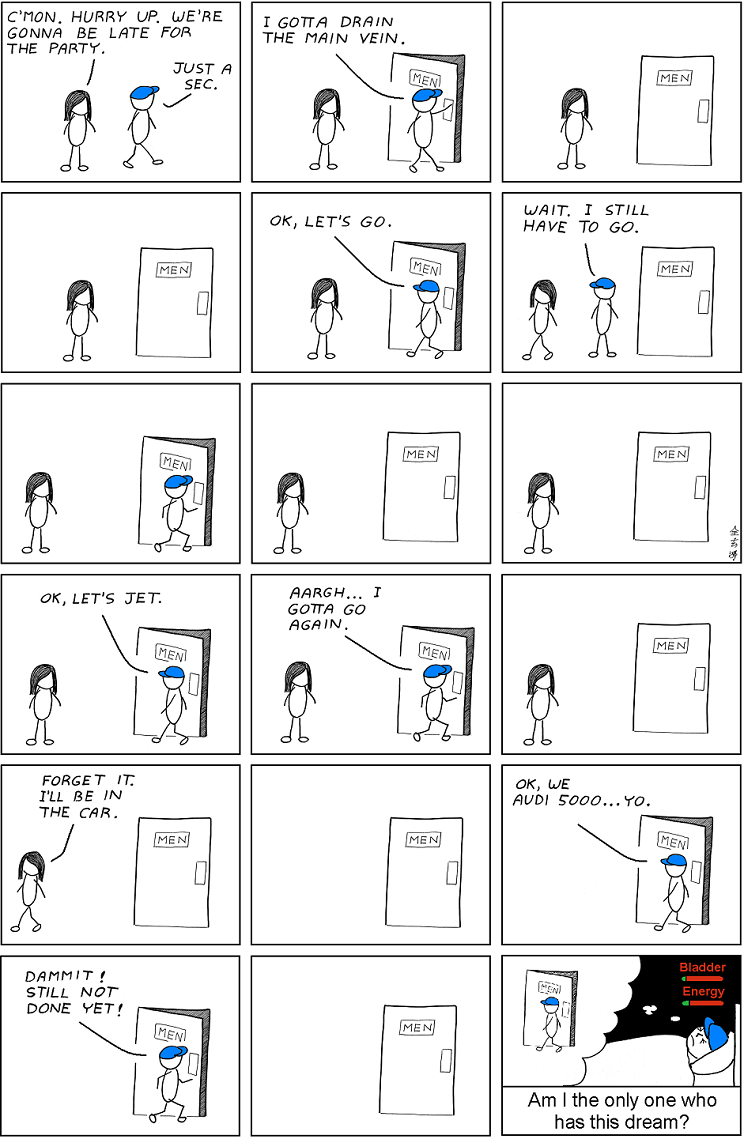 C'MON. HURRY UP. WE'RE
GONNA BE LATE FOR
THE PARTY.
JUST A
SEC.
I GOTTA DRAIN
THE MAIN VEIN.
MEN
MEN
MEN
OK, LET'S GO.
MEN
WAIT. I STILL
HAVE TO GO.
MEN
MEN
MEN
MEN
OK, LET'S JET.
MEN
AARGH... I
GOTTA GO
AGAIN.
MEN
MEN
FORGET IT.
I'LL BE IN
THE CAR.
MEN
MEN
OK, WE
AUDI 5000...YO.
MEN
DAMMIT!
STILL NOT
DONE YET!
MEN
MEN
MEN
Bladder
Energy
Am I the only one who
has this dream?